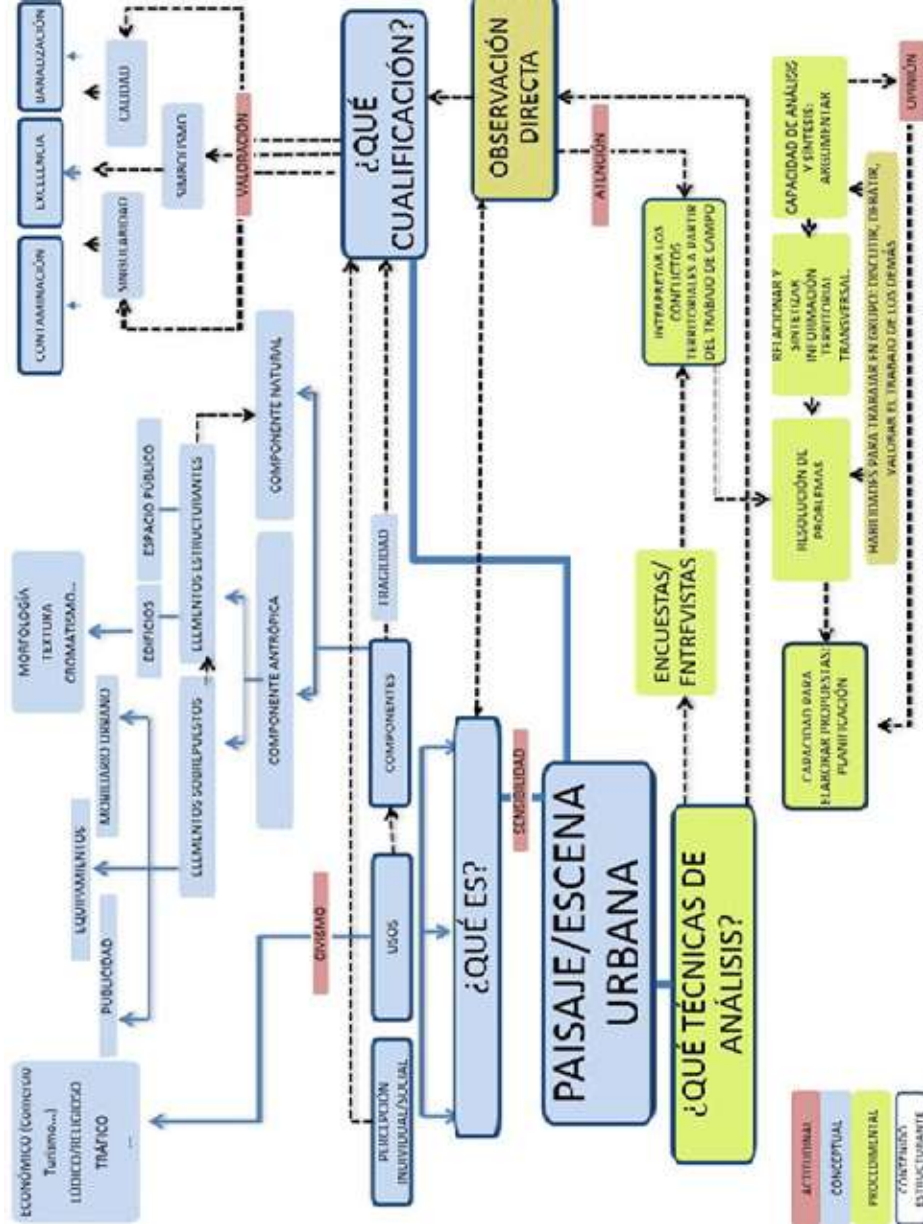 ECONÓMICO (comercio
Turismo...)
LÚDICO/RELIGIOSO
TRÁFICO
...
PUBLICIDAD
EQUIPAMIENTOS
MOBILIARIO URBANO
MORFOLOGÍA
TEXTURA
CROMATISMO...
EDIFICIOS
ESPACIO PÚBLICO
ELEMENTOS SOBREPUESTOS
ELEMENTOS ESTRUCTURANTES
COMPONENTE ANTRÓPICA
COMPONENTE NATURAL
CONTAMINACIÓN
EXCELENCIA
BANALIZACIÓN
SINGULARIDAD
SIMBOLISMO
CALIDAD
VALORACIÓN
CIVISMO
PERCEPCIÓN
INDIVIDUAL/SOCIAL
USOS
COMPONENTES
FRAGILIDAD
¿QUÉ
CUALIFICACIÓN?
¿QUÉ ES?
SENSIBILIDAD
OBSERVACIÓN
DIRECTA
ATENCIÓN
PAISAJE/ESCENA
URBANA
¿QUÉ TÉCNICAS DE
ANÁLISIS?
ENCUESTAS/
ENTREVISTAS
INTERPRETAR LOS
CONFLICTOS
TERRITORIALES A PARTIR
DEL TRABAJO DE CAMPO
CAPACIDAD PARA
ELABORAR PROPUESTAS:
PLANIFICACIÓN
RESOLUCIÓN DE
PROBLEMAS
RELACIONAR Y
SINTETIZAR
INFORMACIÓN
TERRITORIAL
TRANSVERSAL
CAPACIDAD DE ANÁLISIS
Y SÍNTESIS:
ARGUMENTAR
HABILIDADES PARA TRABAJAR EN GRUPO: DISCUTIR, DEBATIR,
VALORAR EL TRABAJO DE LOS DEMÁS
OPINIÓN
ACTITUDINAL
CONCEPTUAL
PROCEDIMENTAL
CONTENIDO
ESTRUCTURANTE